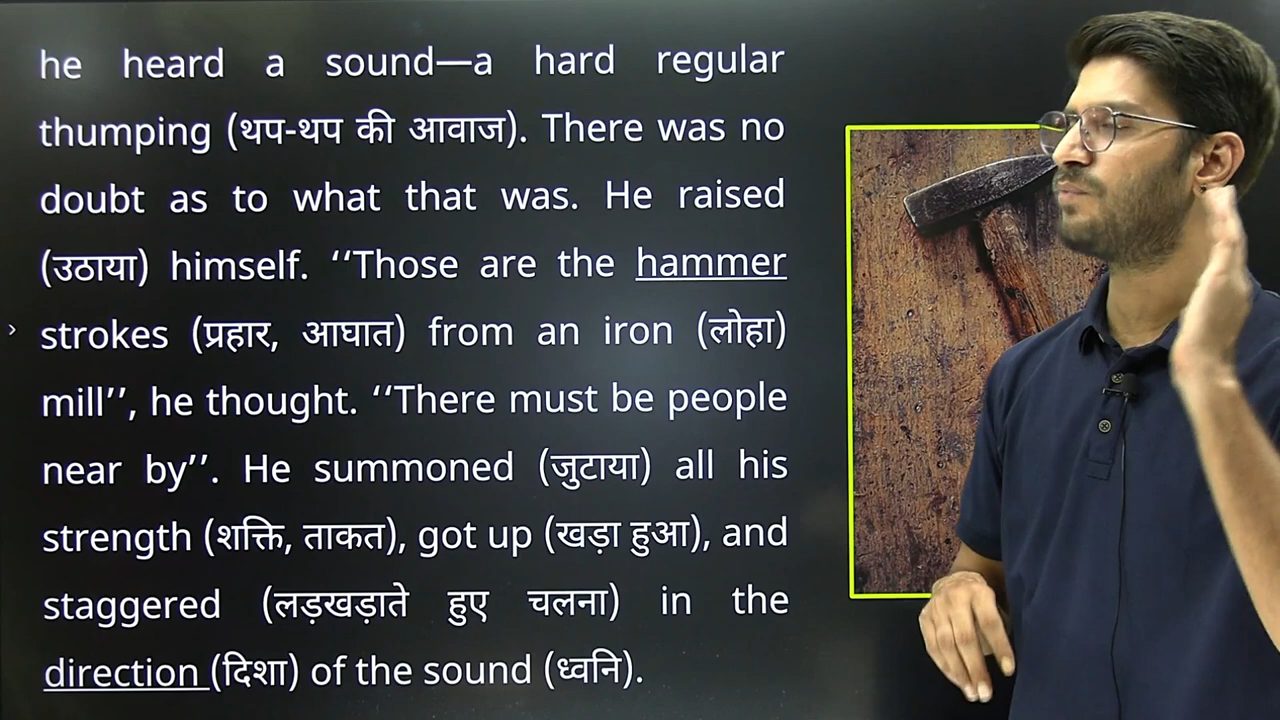 he heard a sound—a hard regular
thumping (थप-थप की आवाज). There was no
doubt as to what that was. He raised
(उठाया) himself. ‘‘Those are the hammer
strokes (प्रहार, आघात) from an iron (लोहा)
mill’’, he thought. ‘‘There must be people
near by’’. He summoned (जुटाया) all his
strength (शक्ति, ताकत), got up (खड़ा हुआ), and
staggered (लड़खड़ाते हुए चलना) in the
direction (दिशा) of the sound (ध्वनि).